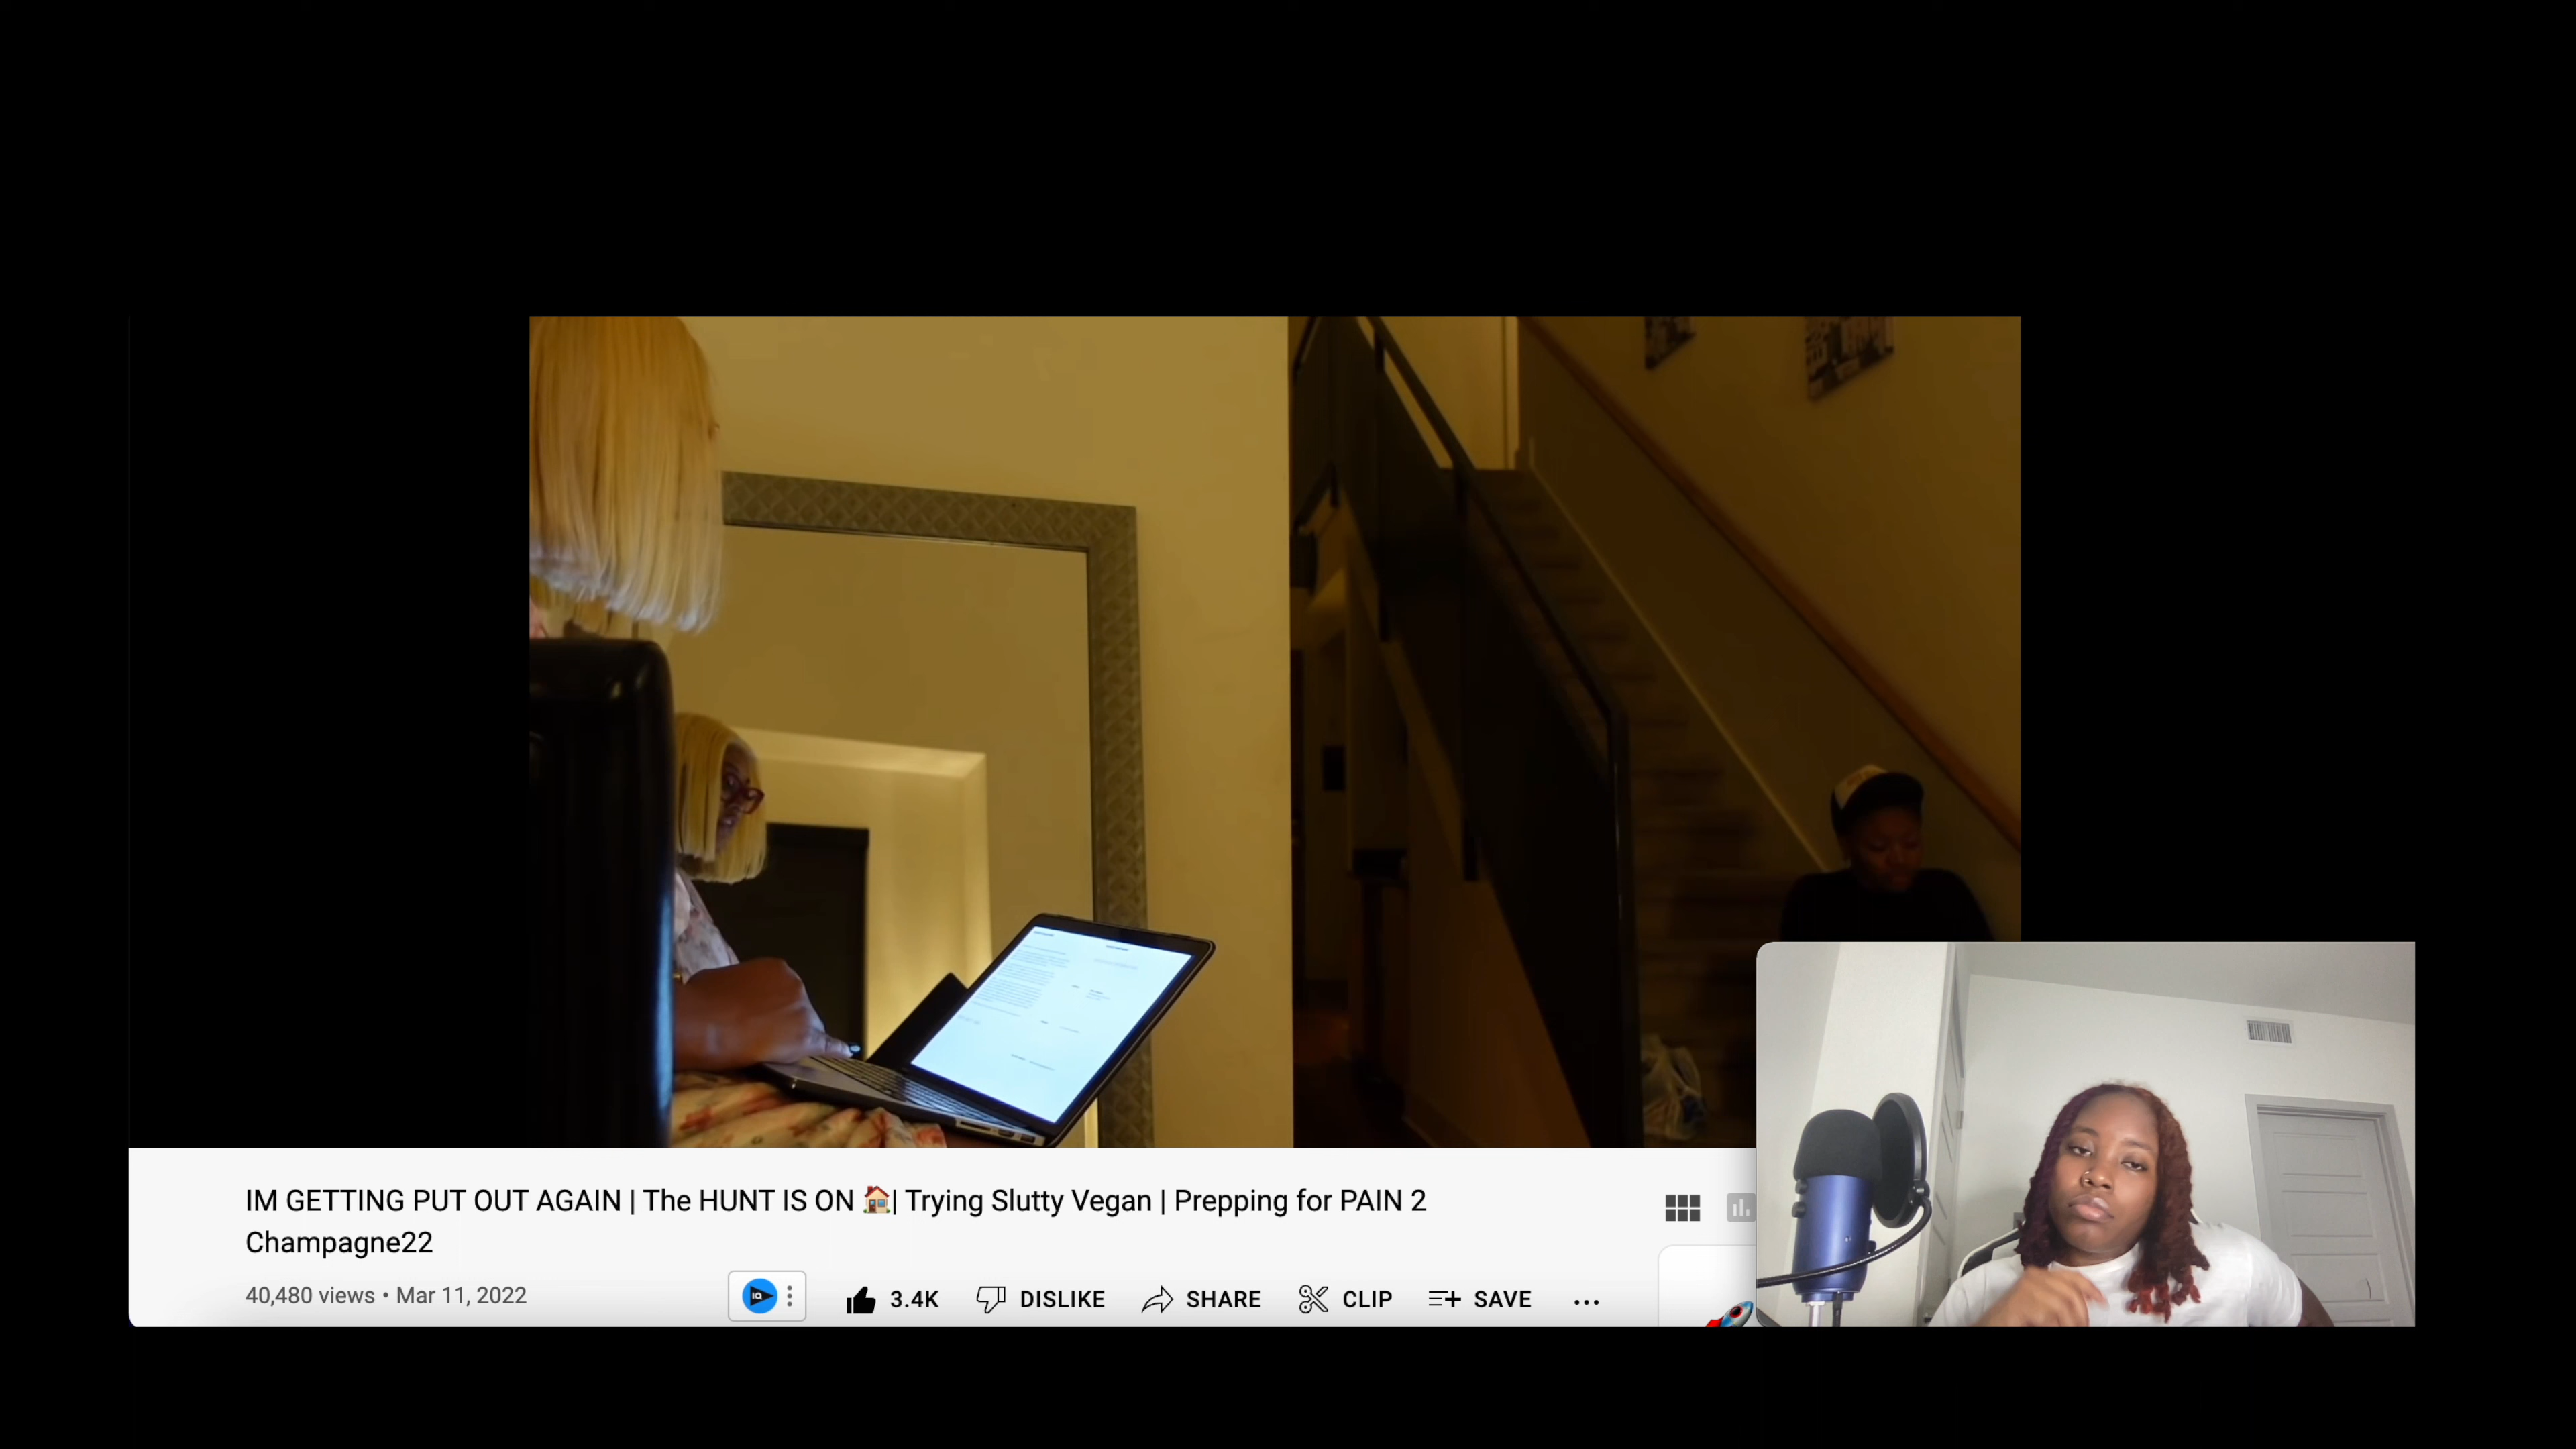 IM GETTING PUT OUT AGAIN | The HUNT IS ON 🏠| Trying Slutty Vegan | Prepping for PAIN 2
Champagne22
40,480 views • Mar 11, 2022
IQ
3.4K
DISLIKE
SHARE
CLIP
SAVE